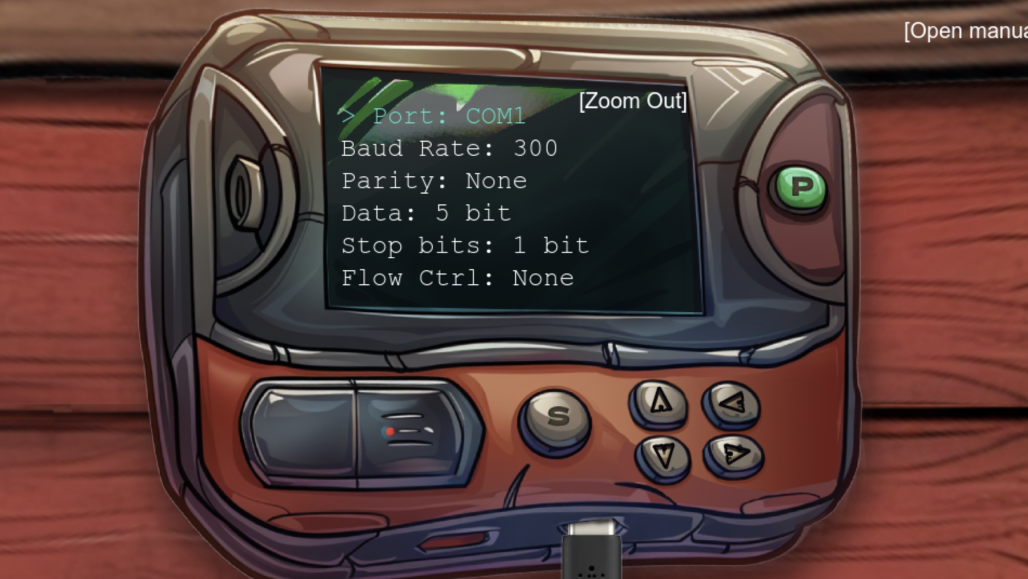 [Open manua
[Zoom Out]
> Port: COM1
Baud Rate: 300
Parity: None
Data: 5 bit
Stop bits: 1 bit
Flow Ctrl: None
P
S